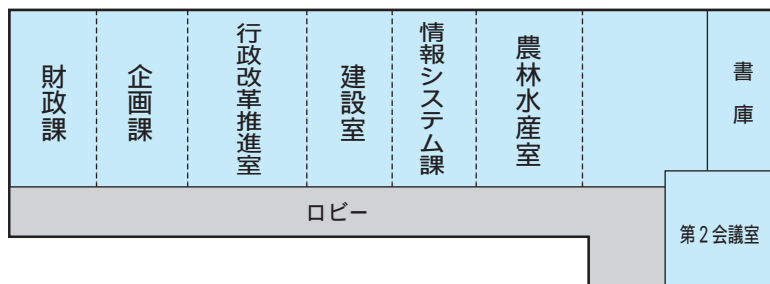 財政課
企画課
行政改革推進室
建設室
情報システム課
農林水産室
書庫
ロビー
第2会議室